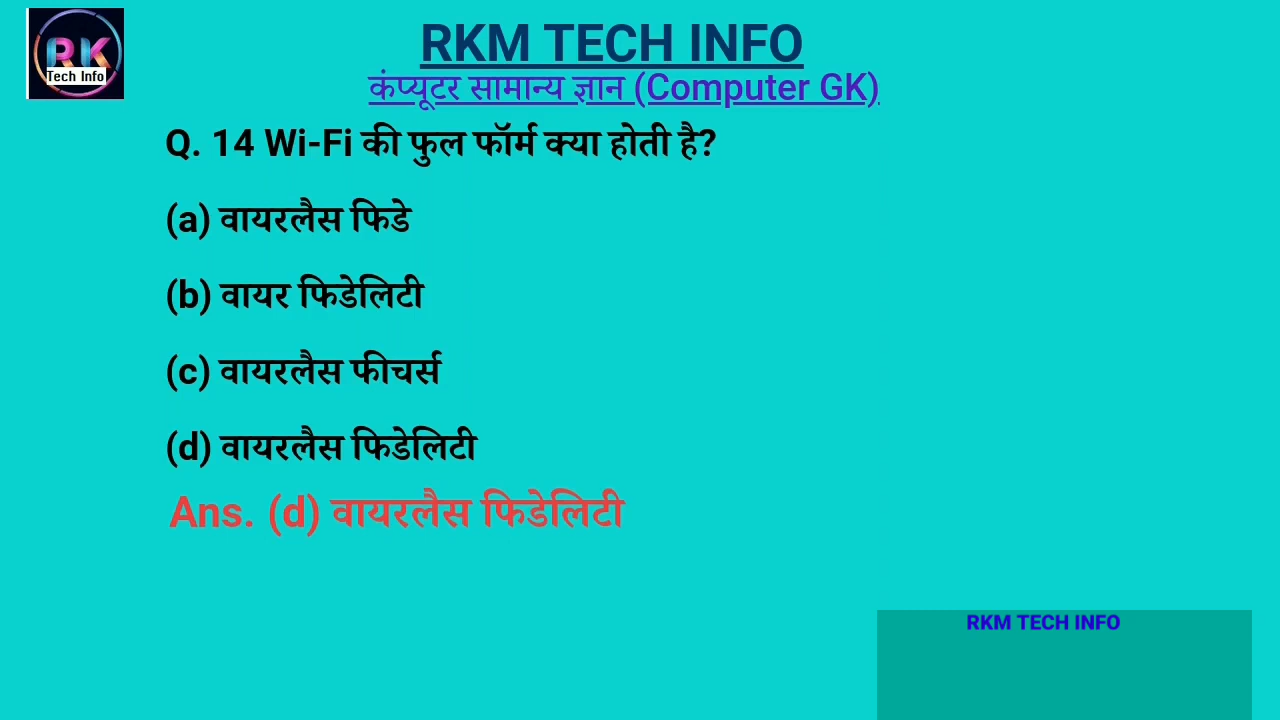 RK
Tech Info
RKM TECH INFO
कंप्यूटर सामान्य ज्ञान (Computer GK)
Q. 14 Wi-Fi की फुल फॉर्म क्या होती है?
(a) वायरलैस फिडे
(b) वायर फिडेलिटी
(c) वायरलैस फीचर्स
(d) वायरलैस फिडेलिटी
Ans. (d) वायरलैस फिडेलिटी
RKM TECH INFO